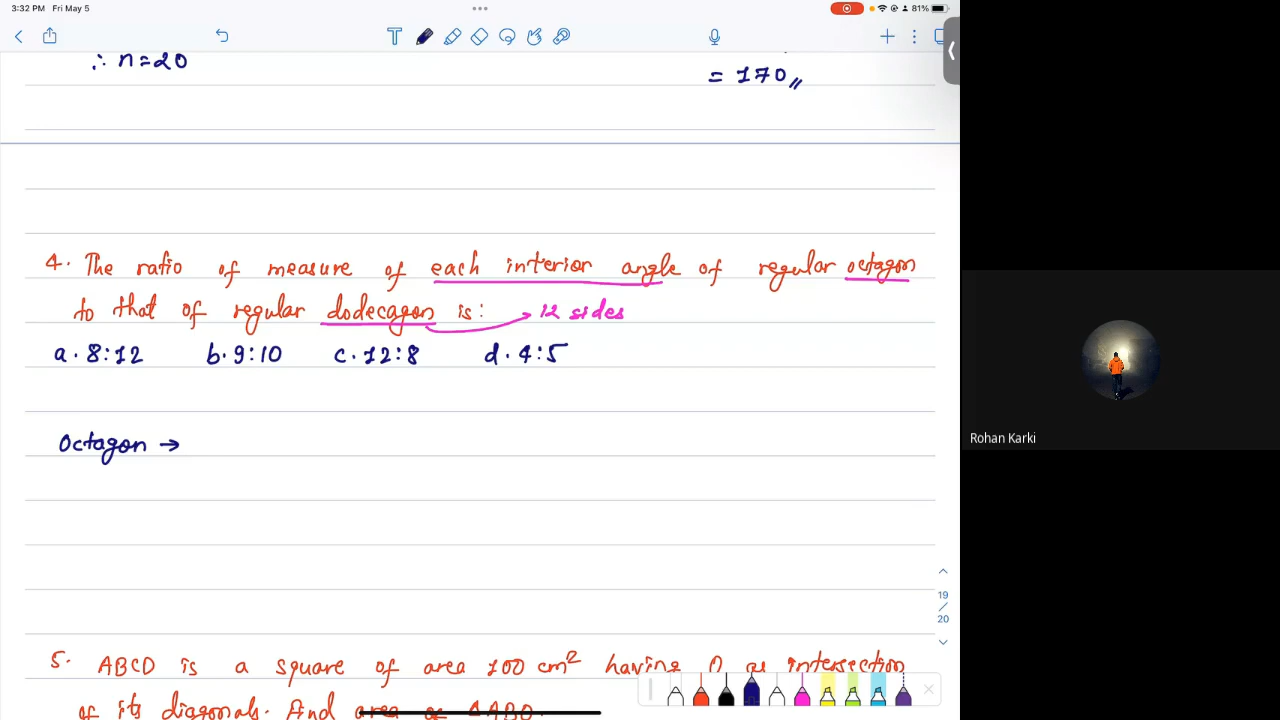 3:32 PM Fri May 5
81%
∴ n=20
= 170
4. The ratio of measure of each interior angle of regular octagon
to that of regular dodecagon is: → 12 sides
a. 8:12 b. 9:10 c. 12:8 d. 4:5
Octagon →
19
/
20
Rohan Karki
5. ABCD is a square of area 100 cm² having O as intersection
of its diagonals. Find area of ΔABO.